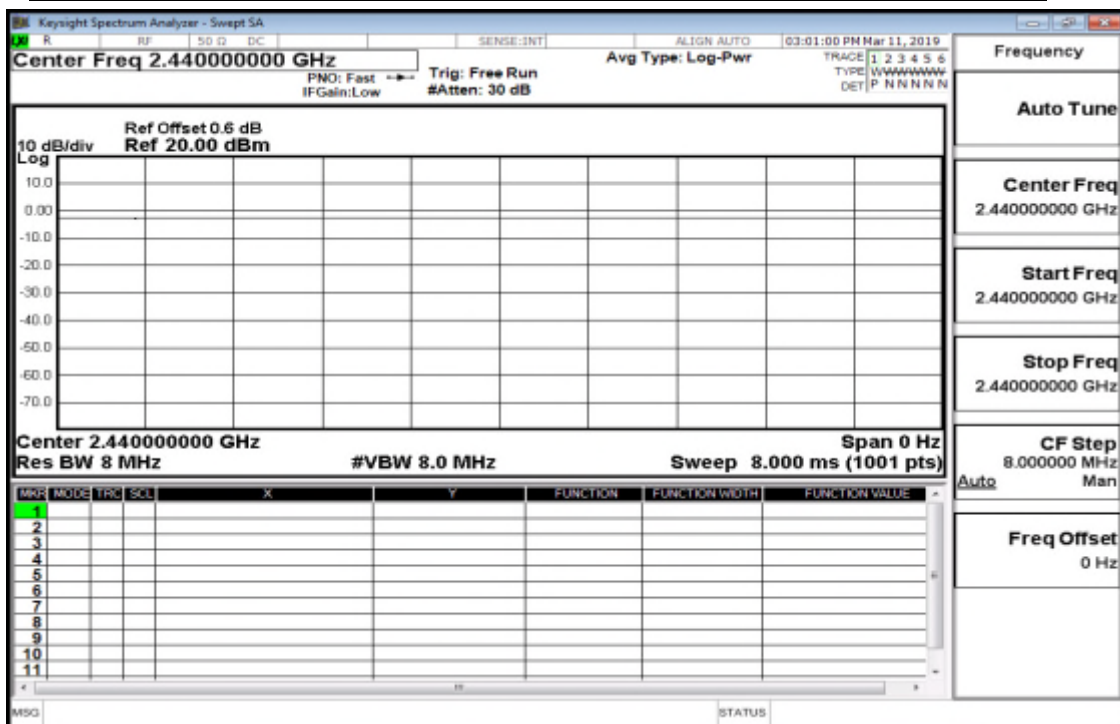 Keysight Spectrum Analyzer - Swept SA
R RF 50 Ω DC SENSE:INT ALIGN AUTO 03:01:00 PM Mar 11, 2019
Center Freq 2.440000000 GHz
PNO: Fast
IFGain:Low
Trig: Free Run
#Atten: 30 dB
Avg Type: Log-Pwr
TRACE 1 2 3 4 5 6
TYPE WWWWWW
DET P N N N N N
Ref Offset 0.6 dB
10 dB/div Ref 20.00 dBm
Log
10.0
0.00
-10.0
-20.0
-30.0
-40.0
-50.0
-60.0
-70.0
Center 2.440000000 GHz Span 0 Hz
Res BW 8 MHz #VBW 8.0 MHz Sweep 8.000 ms (1001 pts)
MKR MODE TRC SCL X Y FUNCTION FUNCTION WIDTH FUNCTION VALUE
1
2
3
4
5
6
7
8
9
10
11
MSG STATUS
Frequency
Auto Tune
Center Freq
2.440000000 GHz
Start Freq
2.440000000 GHz
Stop Freq
2.440000000 GHz
CF Step
8.000000 MHz
Auto Man
Freq Offset
0 Hz